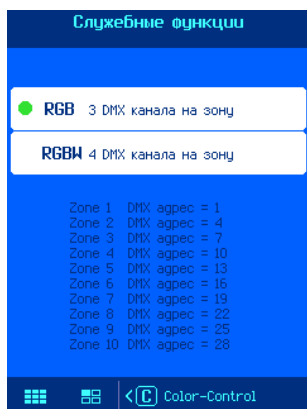 Служебные функции
RGB 3 DMX канала на зону
RGBW 4 DMX канала на зону
Zone 1 DMX адрес = 1
Zone 2 DMX адрес = 4
Zone 3 DMX адрес = 7
Zone 4 DMX адрес = 10
Zone 5 DMX адрес = 13
Zone 6 DMX адрес = 16
Zone 7 DMX адрес = 19
Zone 8 DMX адрес = 22
Zone 9 DMX адрес = 25
Zone 10 DMX адрес = 28
<[C] Color-Control